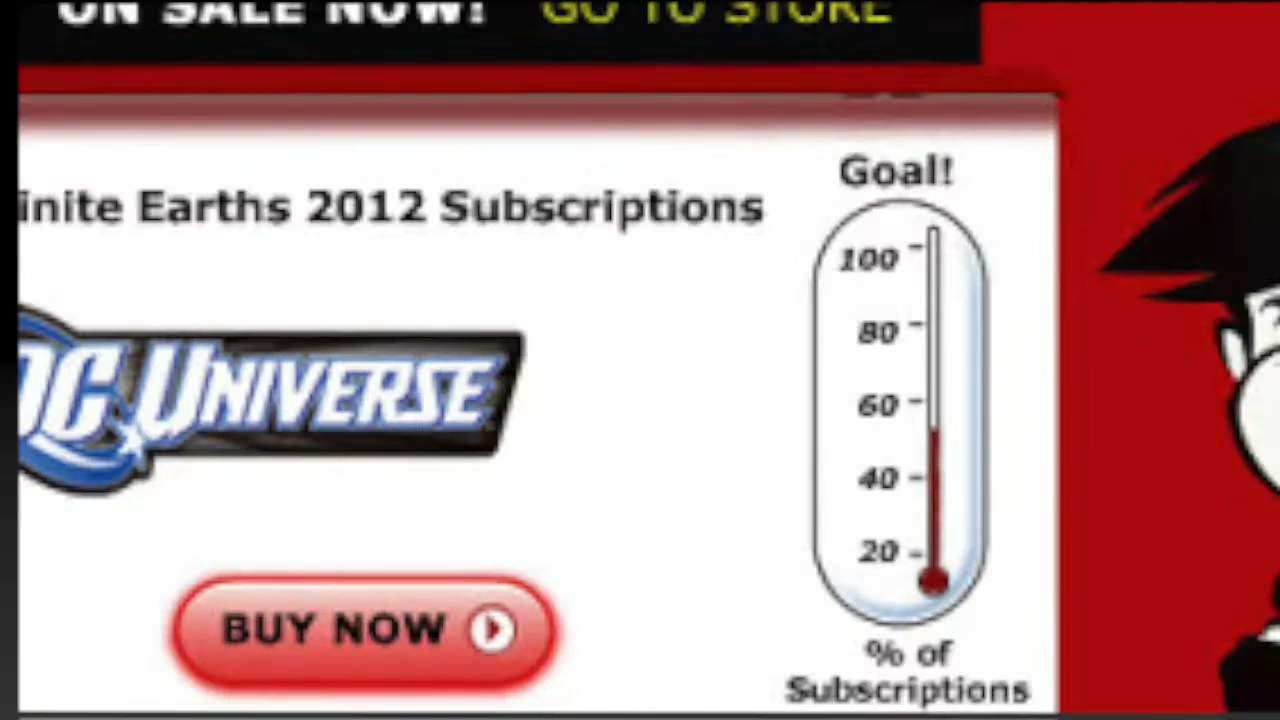 ON SALE NOW! GO TO STORE
inite Earths 2012 Subscriptions
Goal!
100
80
60
40
20
DC UNIVERSE
BUY NOW
% of
Subscriptions